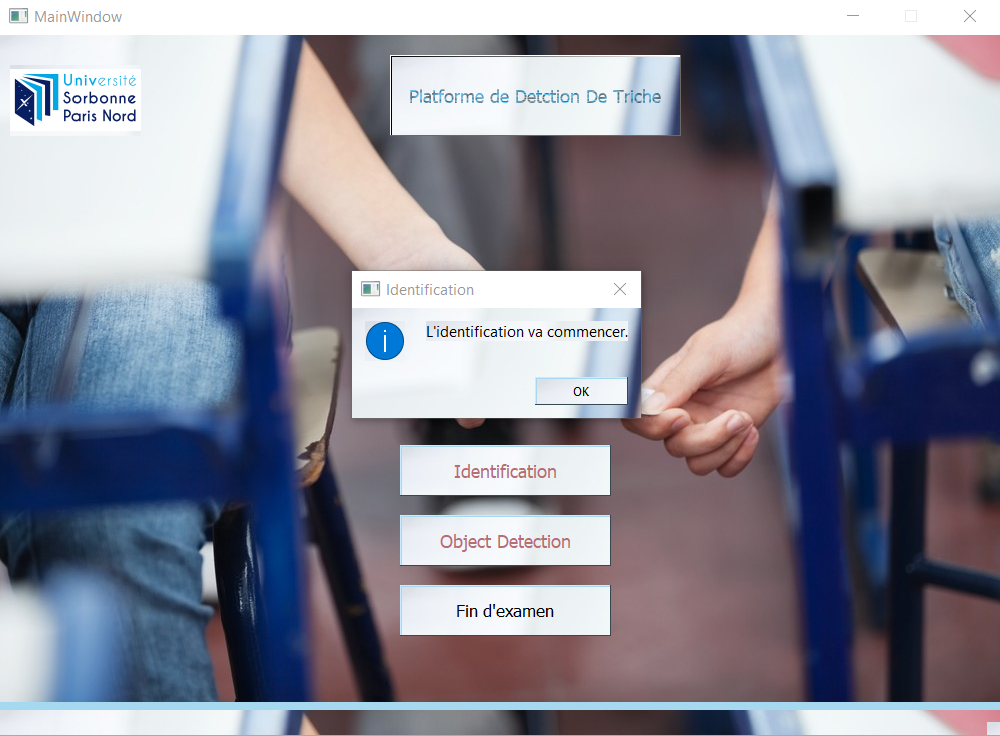 MainWindow
Université
Sorbonne
Paris Nord
Platforme de Detction De Triche
Identification
L'identification va commencer.
OK
Identification
Object Detection
Fin d'examen